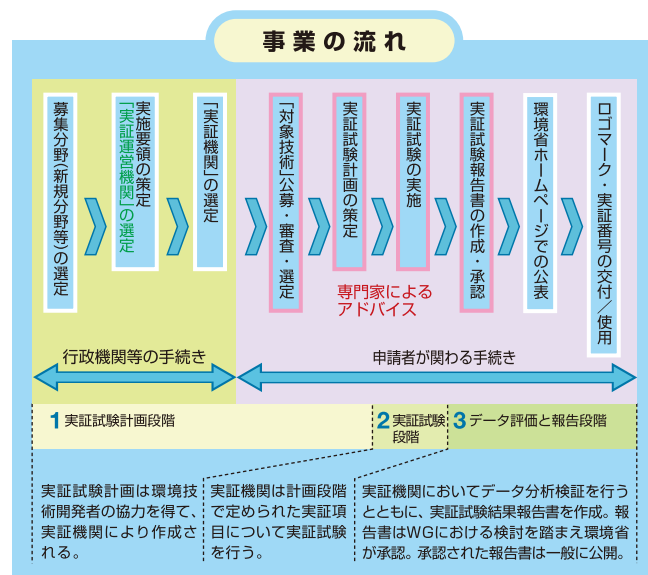 事業の流れ
募集分野（新規分野等）の選定
実施要領の策定
「実証運営機関」の選定
「実証機関」の選定
「対象技術」公募・審査・選定
実証試験計画の策定
実証試験の実施
実証試験報告書の作成・承認
環境省ホームページでの公表
ロゴマーク・実証番号の交付／使用
専門家による
アドバイス
行政機関等の手続き
申請者が関わる手続き
1 実証試験計画段階
2 実証試験
段階
3 データ評価と報告段階
実証試験計画は環境技
術開発者の協力を得て、
実証機関により作成さ
れる。
実証機関は計画段階
で定められた実証項
目について実証試験
を行う。
実証機関においてデータ分析検証を行う
とともに、実証試験結果報告書を作成。報
告書はWGにおける検討を踏まえ環境省
が承認。承認された報告書は一般に公開。